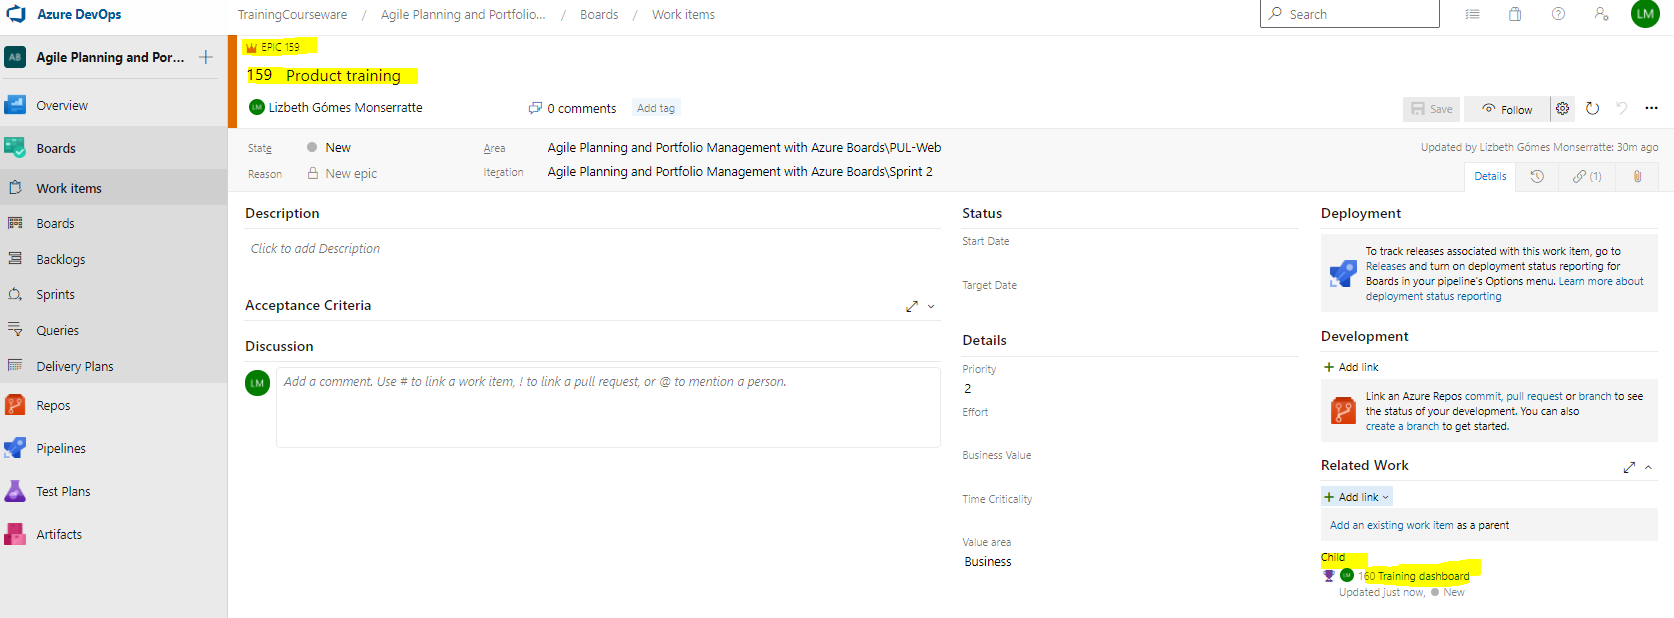 Azure DevOps
TrainingCourseware / Agile Planning and Portfolio... / Boards / Work items
Search
LM
AB Agile Planning and Por...
Overview
Boards
Work items
Boards
Backlogs
Sprints
Queries
Delivery Plans
Repos
Pipelines
Test Plans
Artifacts
EPIC 159
159 Product training
LM Lizbeth Gómes Monserratte
0 comments
Add tag
Save
Follow
State New
Reason New epic
Area Agile Planning and Portfolio Management with Azure Boards\PUL-Web
Iteration Agile Planning and Portfolio Management with Azure Boards\Sprint 2
Updated by Lizbeth Gómes Monserratte: 30m ago
Details
(1)
Description
Click to add Description
Acceptance Criteria
Discussion
LM
Add a comment. Use # to link a work item, ! to link a pull request, or @ to mention a person.
Status
Start Date
Target Date
Details
Priority
2
Effort
Business Value
Time Criticality
Value area
Business
Deployment
To track releases associated with this work item, go to
Releases and turn on deployment status reporting for
Boards in your pipeline's Options menu. Learn more about
deployment status reporting
Development
+ Add link
Link an Azure Repos commit, pull request or branch to see
the status of your development. You can also
create a branch to get started.
Related Work
+ Add link
Add an existing work item as a parent
Child
LM 160 Training dashboard
Updated just now, New